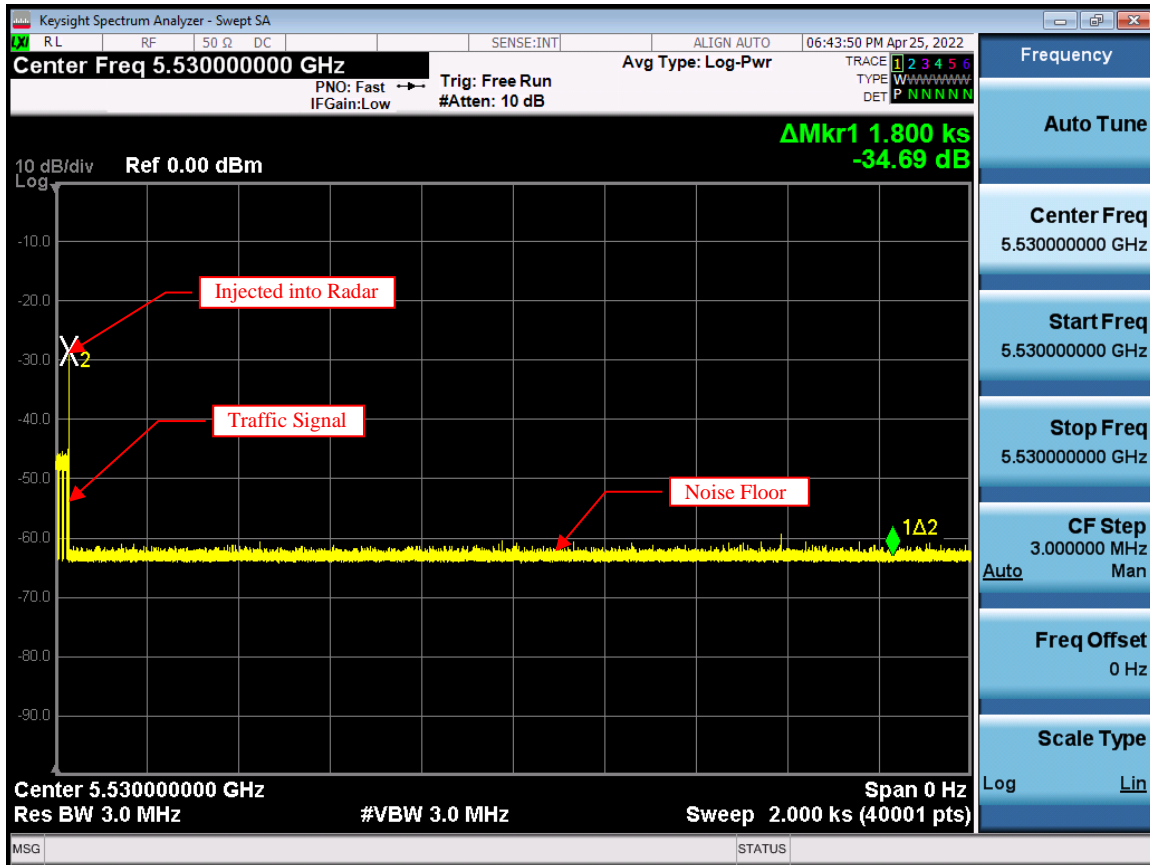 Keysight Spectrum Analyzer - Swept SA
LXI RL RF 50 Ω DC SENSE:INT ALIGN AUTO 06:43:50 PM Apr 25, 2022
Center Freq 5.530000000 GHz
PNO: Fast
IFGain:Low
Trig: Free Run
#Atten: 10 dB
Avg Type: Log-Pwr
TRACE 1 2 3 4 5 6
TYPE WWWWWW
DET P N N N N N
ΔMkr1 1.800 ks
-34.69 dB
10 dB/div Ref 0.00 dBm
Log
-10.0
-20.0
-30.0
-40.0
-50.0
-60.0
-70.0
-80.0
-90.0
Injected into Radar
2
Traffic Signal
Noise Floor
1Δ2
Center 5.530000000 GHz Span 0 Hz
Res BW 3.0 MHz #VBW 3.0 MHz Sweep 2.000 ks (40001 pts)
MSG STATUS
Frequency
Auto Tune
Center Freq
5.530000000 GHz
Start Freq
5.530000000 GHz
Stop Freq
5.530000000 GHz
CF Step
3.000000 MHz
Auto Man
Freq Offset
0 Hz
Scale Type
Log Lin